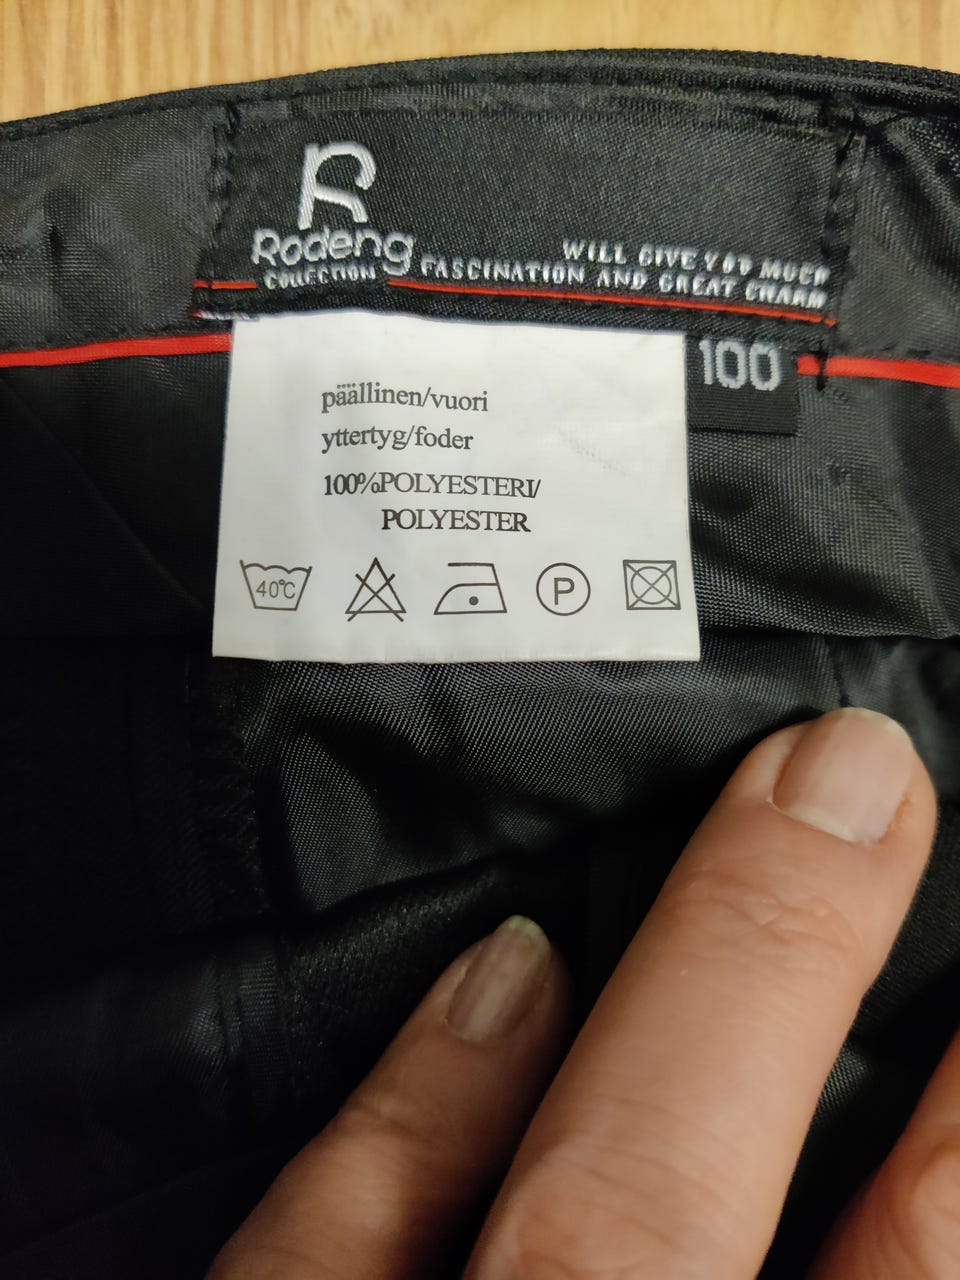 R
Rodeng
COLLECTION
WILL GIVE YOU MUCH
FASCINATION AND GREAT CHARM
100
päällinen/vuori
yttertyg/foder
100%POLYESTERI/
POLYESTER
40°C
P